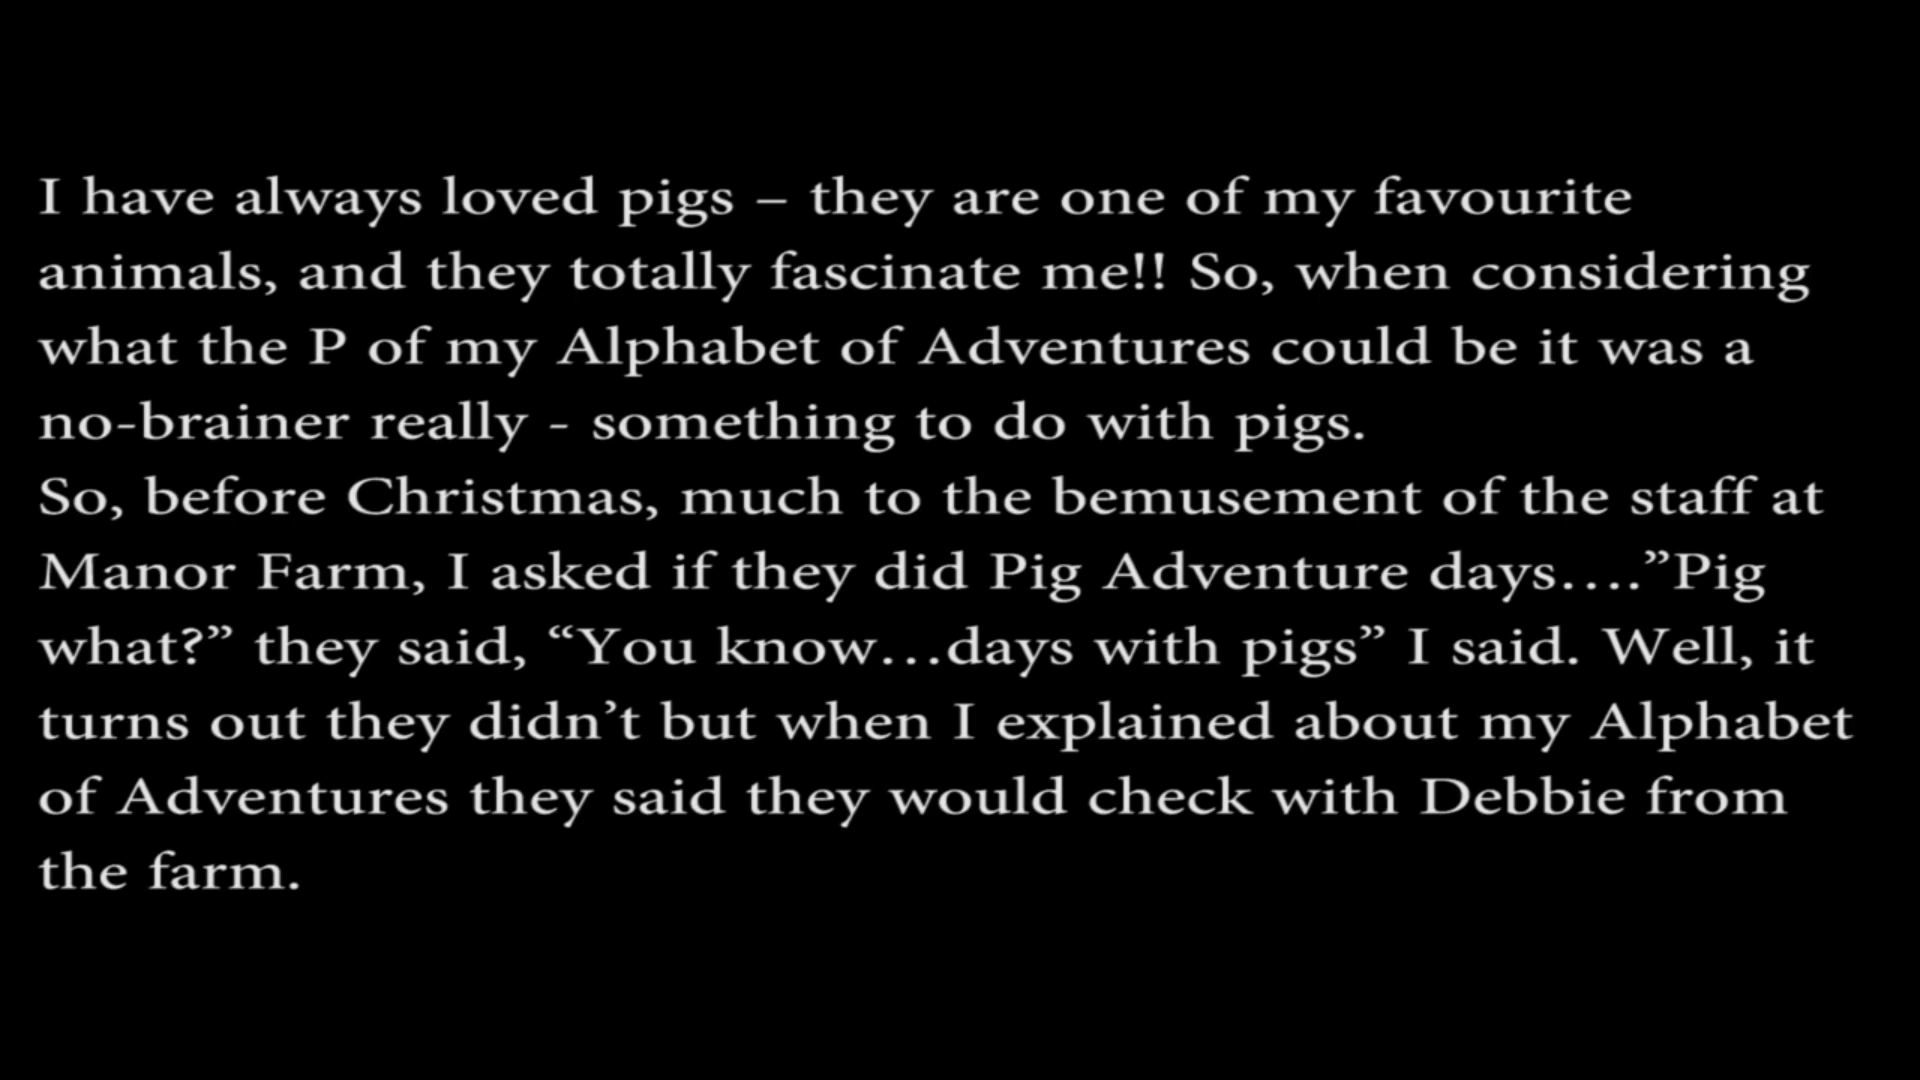 I have always loved pigs – they are one of my favourite
animals, and they totally fascinate me!! So, when considering
what the P of my Alphabet of Adventures could be it was a
no-brainer really - something to do with pigs.
So, before Christmas, much to the bemusement of the staff at
Manor Farm, I asked if they did Pig Adventure days….”Pig
what?” they said, “You know…days with pigs” I said. Well, it
turns out they didn’t but when I explained about my Alphabet
of Adventures they said they would check with Debbie from
the farm.